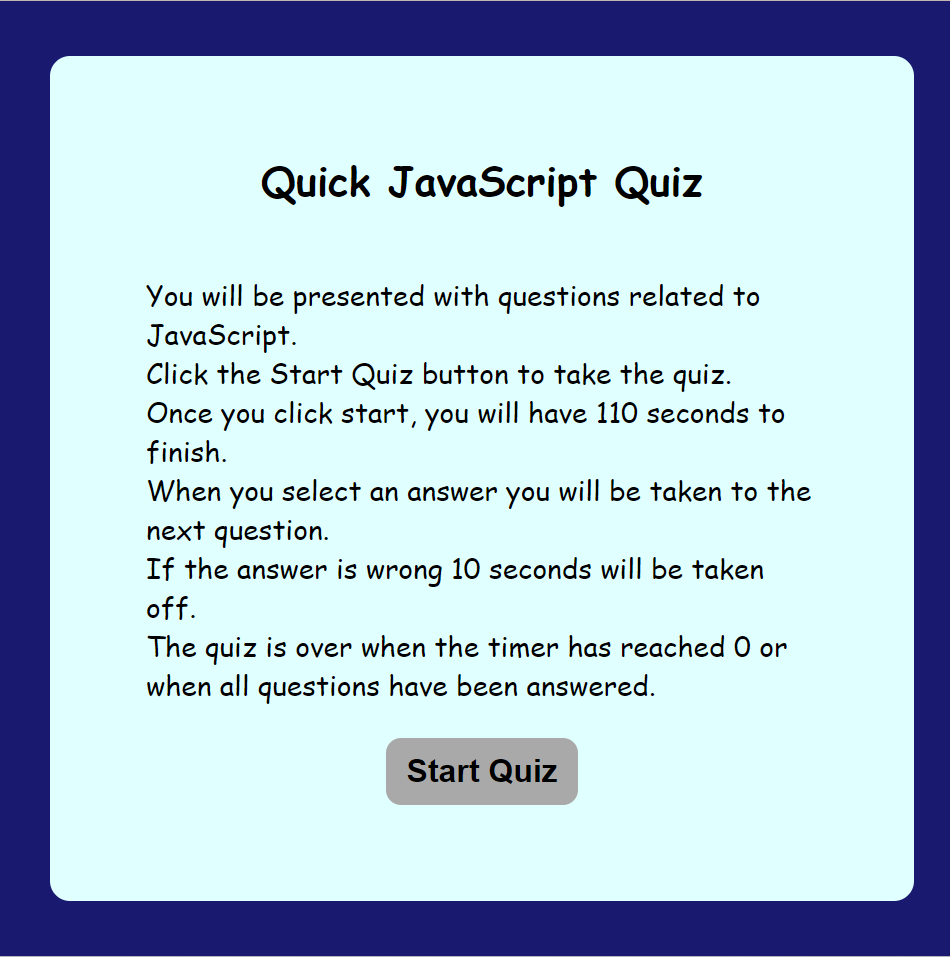 Quick JavaScript Quiz
You will be presented with questions related to
JavaScript.
Click the Start Quiz button to take the quiz.
Once you click start, you will have 110 seconds to
finish.
When you select an answer you will be taken to the
next question.
If the answer is wrong 10 seconds will be taken
off.
The quiz is over when the timer has reached 0 or
when all questions have been answered.
Start Quiz